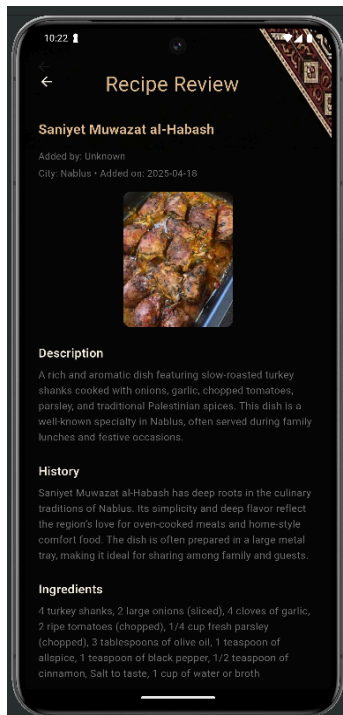 10:22
Recipe Review
Saniyet Muwazat al-Habash
Added by: Unknown
City: Nablus • Added on: 2025-04-18
Description
A rich and aromatic dish featuring slow-roasted turkey
shanks cooked with onions, garlic, chopped tomatoes,
parsley, and traditional Palestinian spices. This dish is a
well-known specialty in Nablus, often served during family
lunches and festive occasions.
History
Saniyet Muwazat al-Habash has deep roots in the culinary
traditions of Nablus. Its simplicity and deep flavor reflect
the region's love for oven-cooked meats and home-style
comfort food. The dish is often prepared in a large metal
tray, making it ideal for sharing among family and guests.
Ingredients
4 turkey shanks, 2 large onions (sliced), 4 cloves of garlic,
2 ripe tomatoes (chopped), 1/4 cup fresh parsley
(chopped), 3 tablespoons of olive oil, 1 teaspoon of
allspice, 1 teaspoon of black pepper, 1/2 teaspoon of
cinnamon, Salt to taste, 1 cup of water or broth